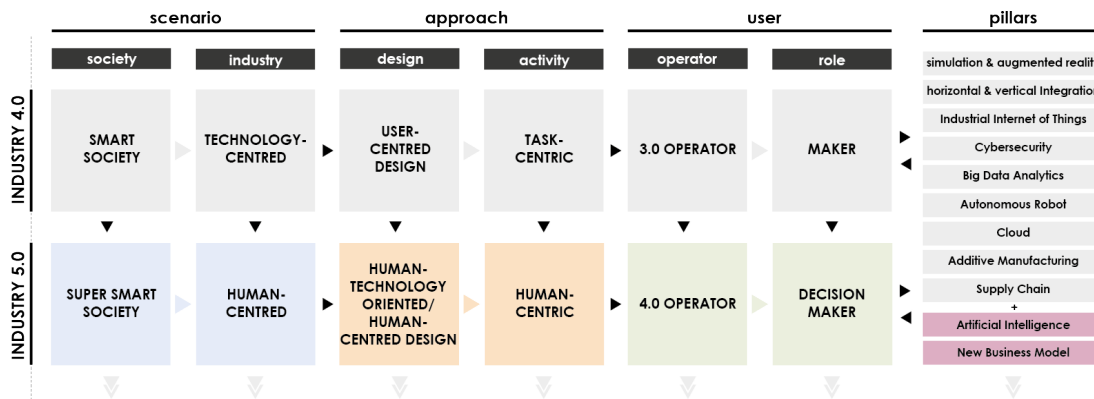 scenario
approach
user
pillars
society
industry
design
activity
operator
role
INDUSTRY 4.0
SMART
SOCIETY
TECHNOLOGY-
CENTRED
USER-
CENTRED
DESIGN
TASK-
CENTRIC
3.0 OPERATOR
MAKER
INDUSTRY 5.0
SUPER SMART
SOCIETY
HUMAN-
CENTRED
HUMAN-
TECHNOLOGY
ORIENTED/
HUMAN-
CENTRED DESIGN
HUMAN-
CENTRIC
4.0 OPERATOR
DECISION
MAKER
simulation & augmented realit
horizontal & vertical Integration
Industrial Internet of Things
Cybersecurity
Big Data Analytics
Autonomous Robot
Cloud
Additive Manufacturing
Supply Chain
+
Artificial Intelligence
New Business Model